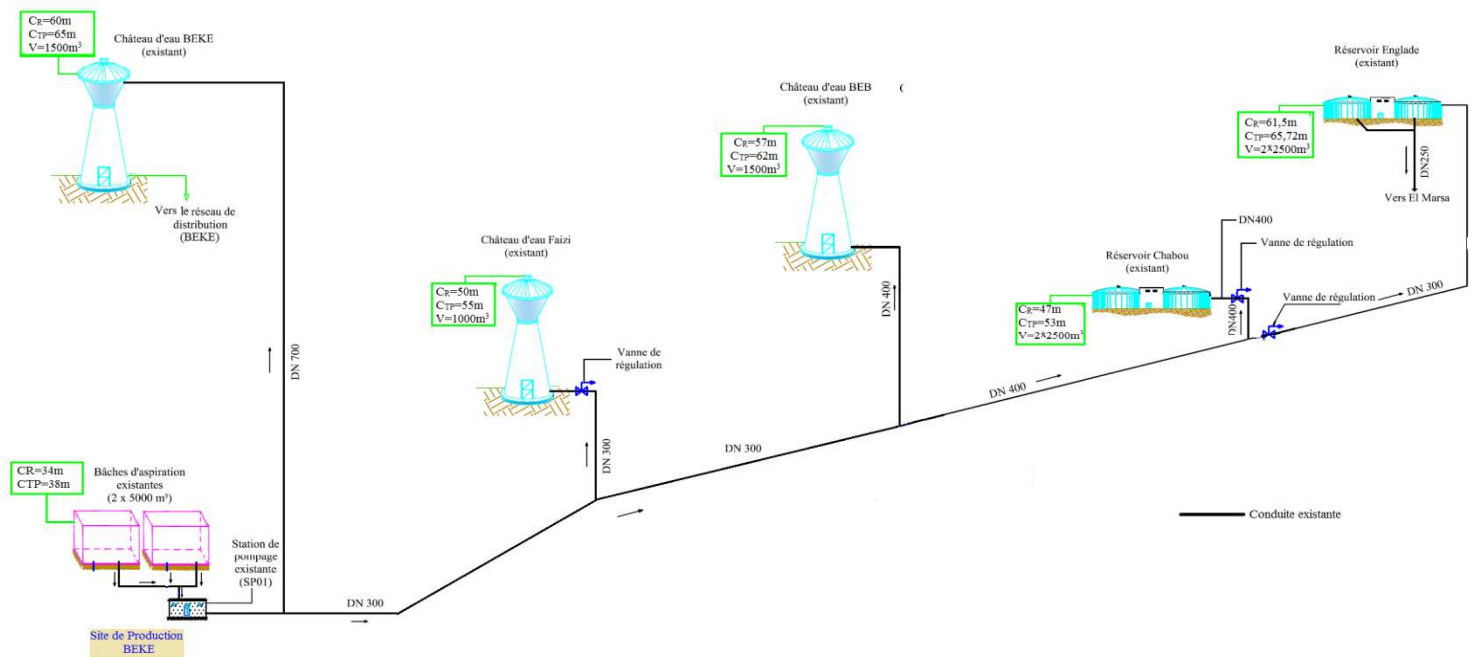 CR=60m
CTP=65m
V=1500m³
Château d'eau BEKE
(existant)
Vers le réseau de
distribution
(BEKE)
DN 700
CR=34m
CTP=38m
Bâches d'aspiration
existantes
(2 x 5000 m³)
Station de
pompage
existante
(SP01)
Site de Production
BEKE
DN 300
Château d'eau Faizi
(existant)
CR=50m
CTP=55m
V=1000m³
Vanne de
régulation
DN 300
DN 300
Château d'eau BEB
(existant)
(
CR=57m
CTP=62m
V=1500m³
DN 400
DN 400
Réservoir Chabou
(existant)
CR=47m
CTP=53m
V=2x2500m³
DN400
DN400
Vanne de régulation
Vanne de régulation
DN 300
Réservoir Englade
(existant)
CR=61,5m
CTP=65,72m
V=2x2500m³
DN250
Vers El Marsa
Conduite existante